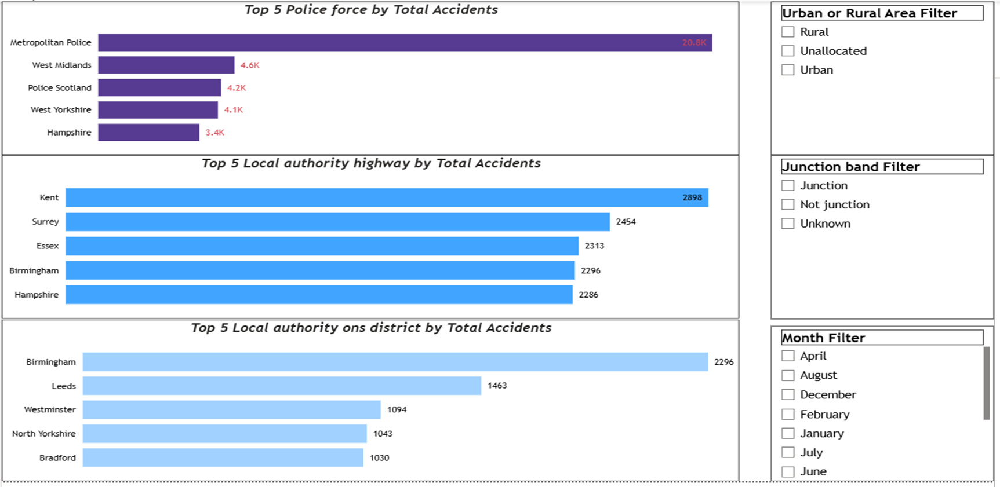 Top 5 Police force by Total Accidents
Metropolitan Police 20.8K
West Midlands 4.6K
Police Scotland 4.2K
West Yorkshire 4.1K
Hampshire 3.4K
Top 5 Local authority highway by Total Accidents
Kent 2898
Surrey 2454
Essex 2313
Birmingham 2296
Hampshire 2286
Top 5 Local authority ons district by Total Accidents
Birmingham 2296
Leeds 1463
Westminster 1094
North Yorkshire 1043
Bradford 1030
Urban or Rural Area Filter
Rural
Unallocated
Urban
Junction band Filter
Junction
Not junction
Unknown
Month Filter
April
August
December
February
January
July
June